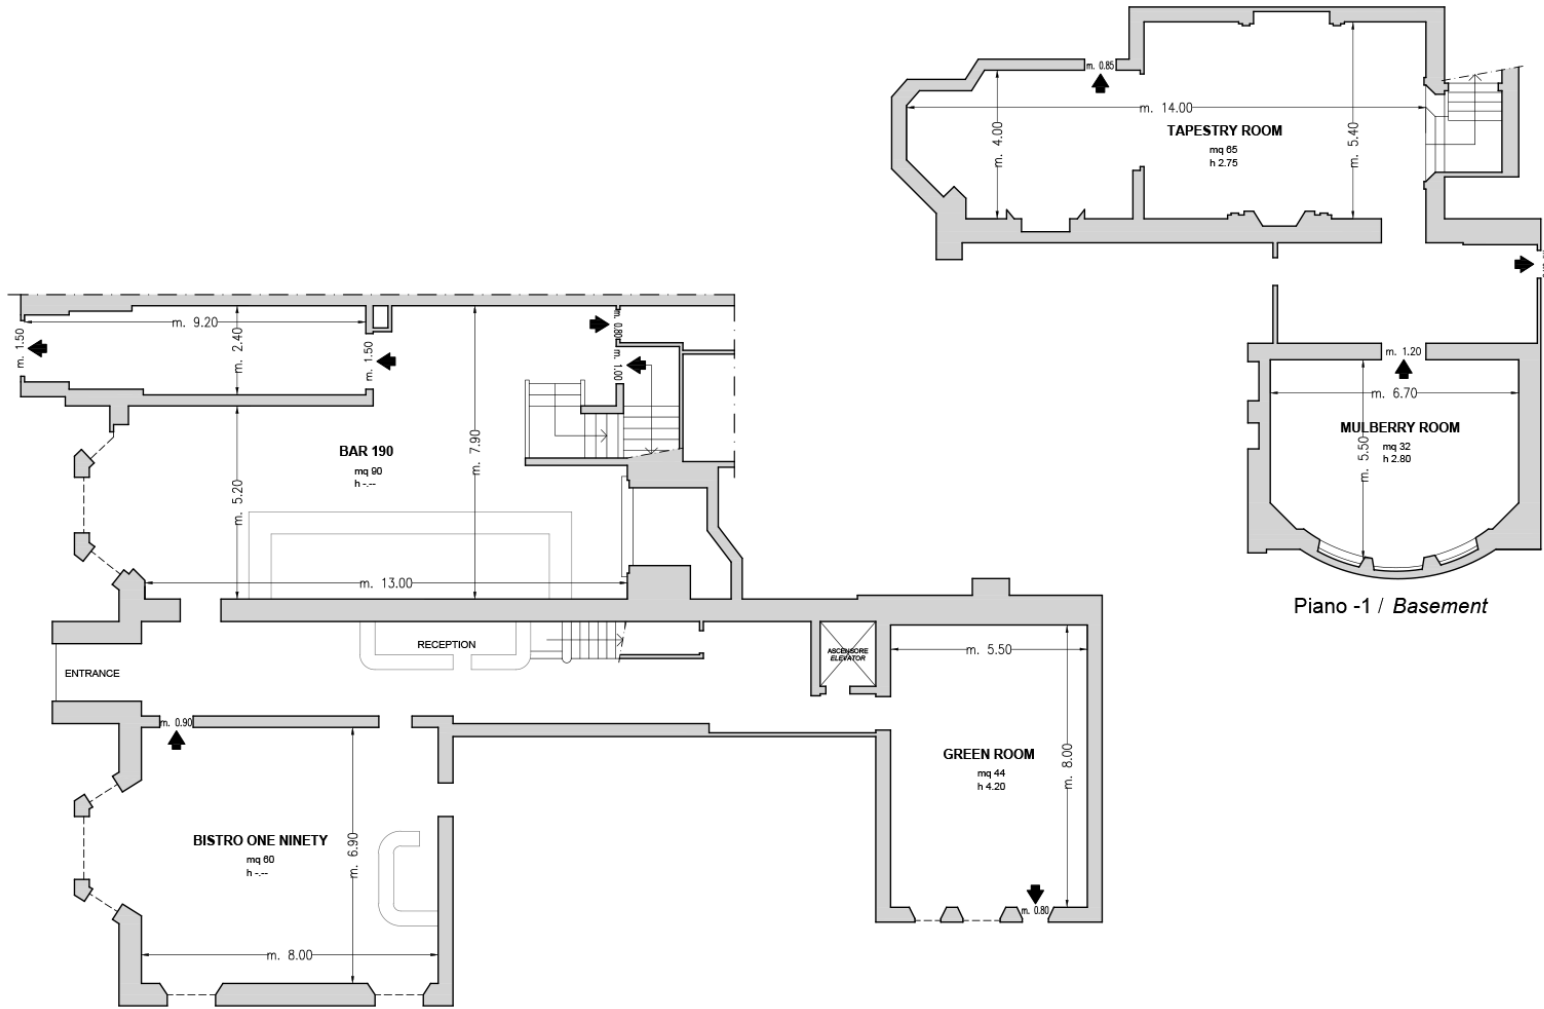 m. 0.85
m. 14.00
TAPESTRY ROOM
mq 65
h 2.75
m. 4.00
m. 5.40
m. 1.20
m. 6.70
MULBERRY ROOM
mq 32
h 2.80
m. 5.50
Piano -1 / Basement
m. 9.20
m. 2.40
m. 1.50
m. 1.50
m. 0.80
m. 1.00
BAR 190
mq 90
h -.--
m. 7.90
m. 5.20
m. 13.00
RECEPTION
ENTRANCE
ASCENSORE
ELEVATOR
m. 5.50
m. 0.90
GREEN ROOM
mq 44
h 4.20
m. 8.00
BISTRO ONE NINETY
mq 60
h -.--
m. 6.90
m. 0.80
m. 8.00